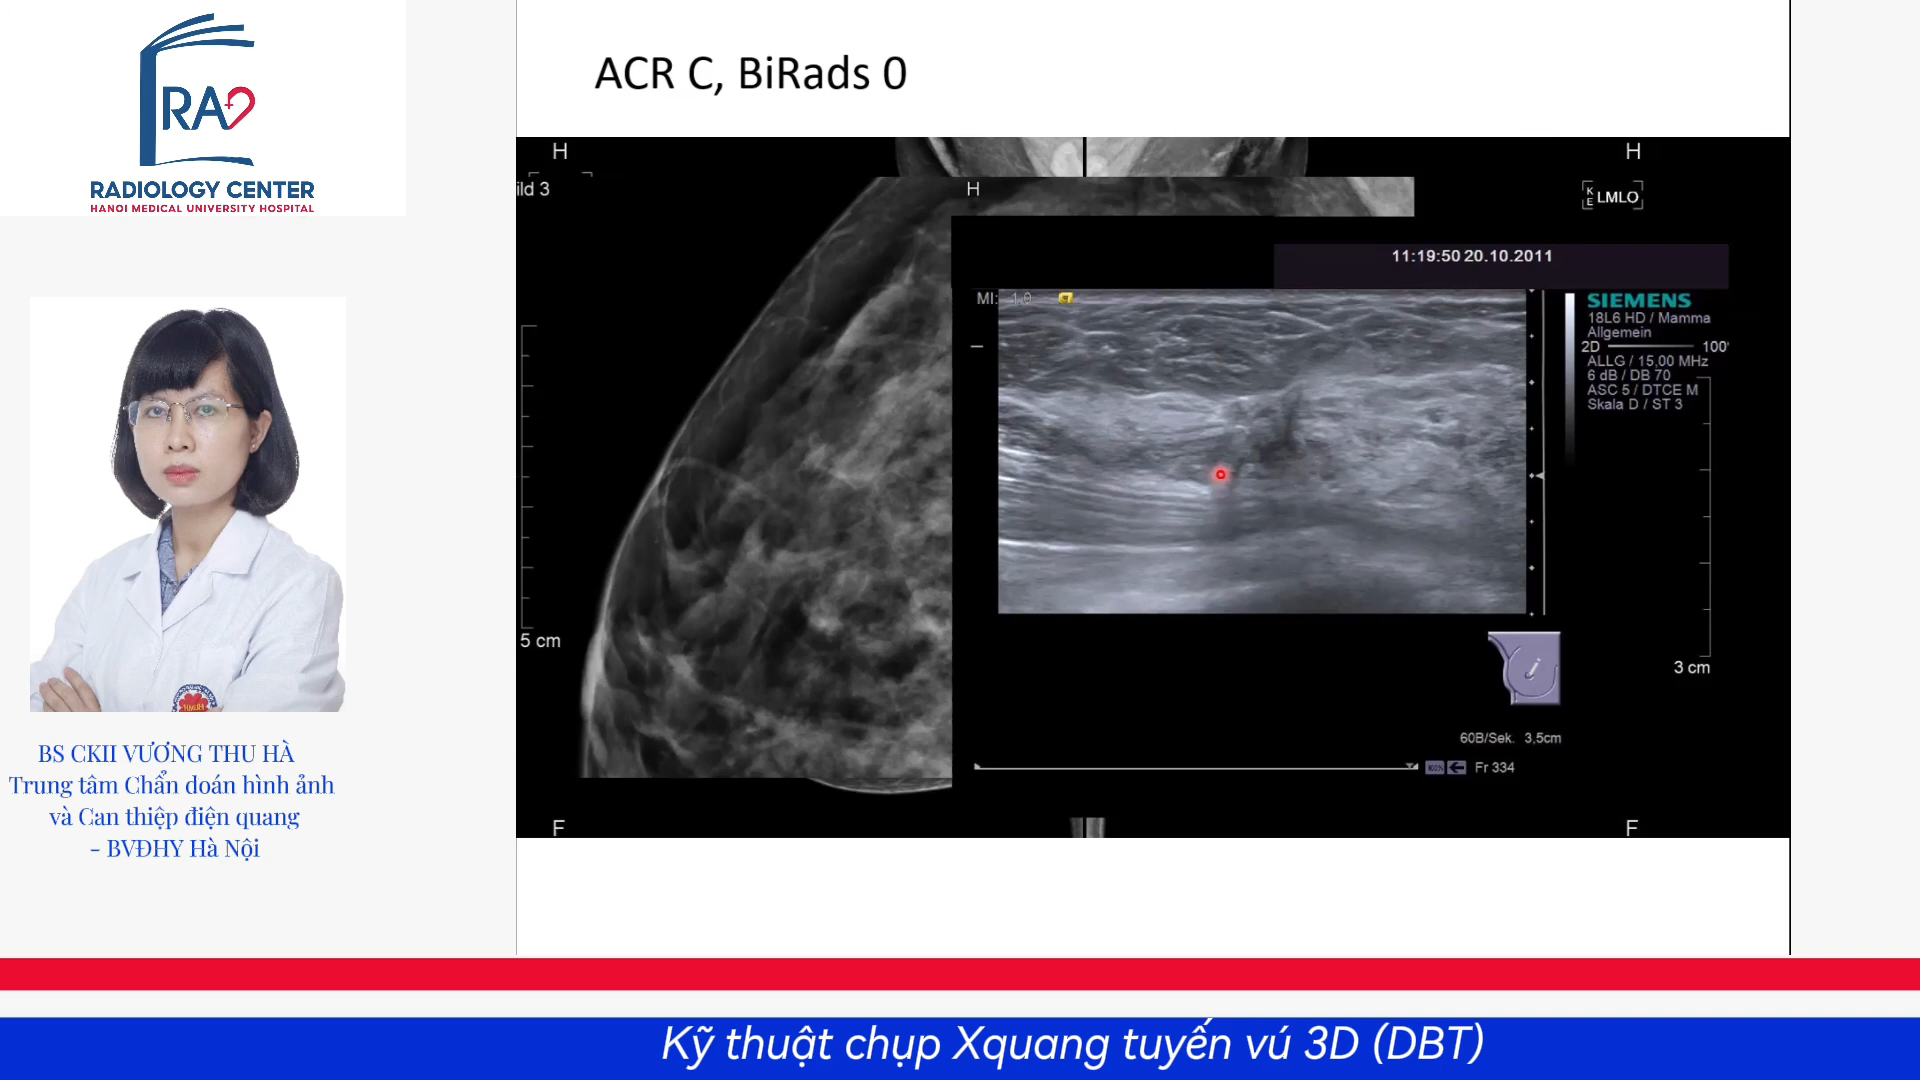 RA
RADIOLOGY CENTER
HANOI MEDICAL UNIVERSITY HOSPITAL
BS CKII VƯƠNG THU HÀ
Trung tâm Chẩn đoán hình ảnh
và Can thiệp điện quang
- BVĐHY Hà Nội
ACR C, BiRads 0
H
ild 3
5 cm
F
H
H
K
E LMLO
11:19:50 20.10.2011
MI: 1.0
SIEMENS
18L6 HD / Mamma
Allgemein
2D 100'
ALLG / 15,00 MHz
6 dB / DB 70
ASC 5 / DTCE M
Skala D / ST 3
3 cm
60B/Sek. 3,5cm
100% Fr 334
F
Kỹ thuật chụp Xquang tuyến vú 3D (DBT)